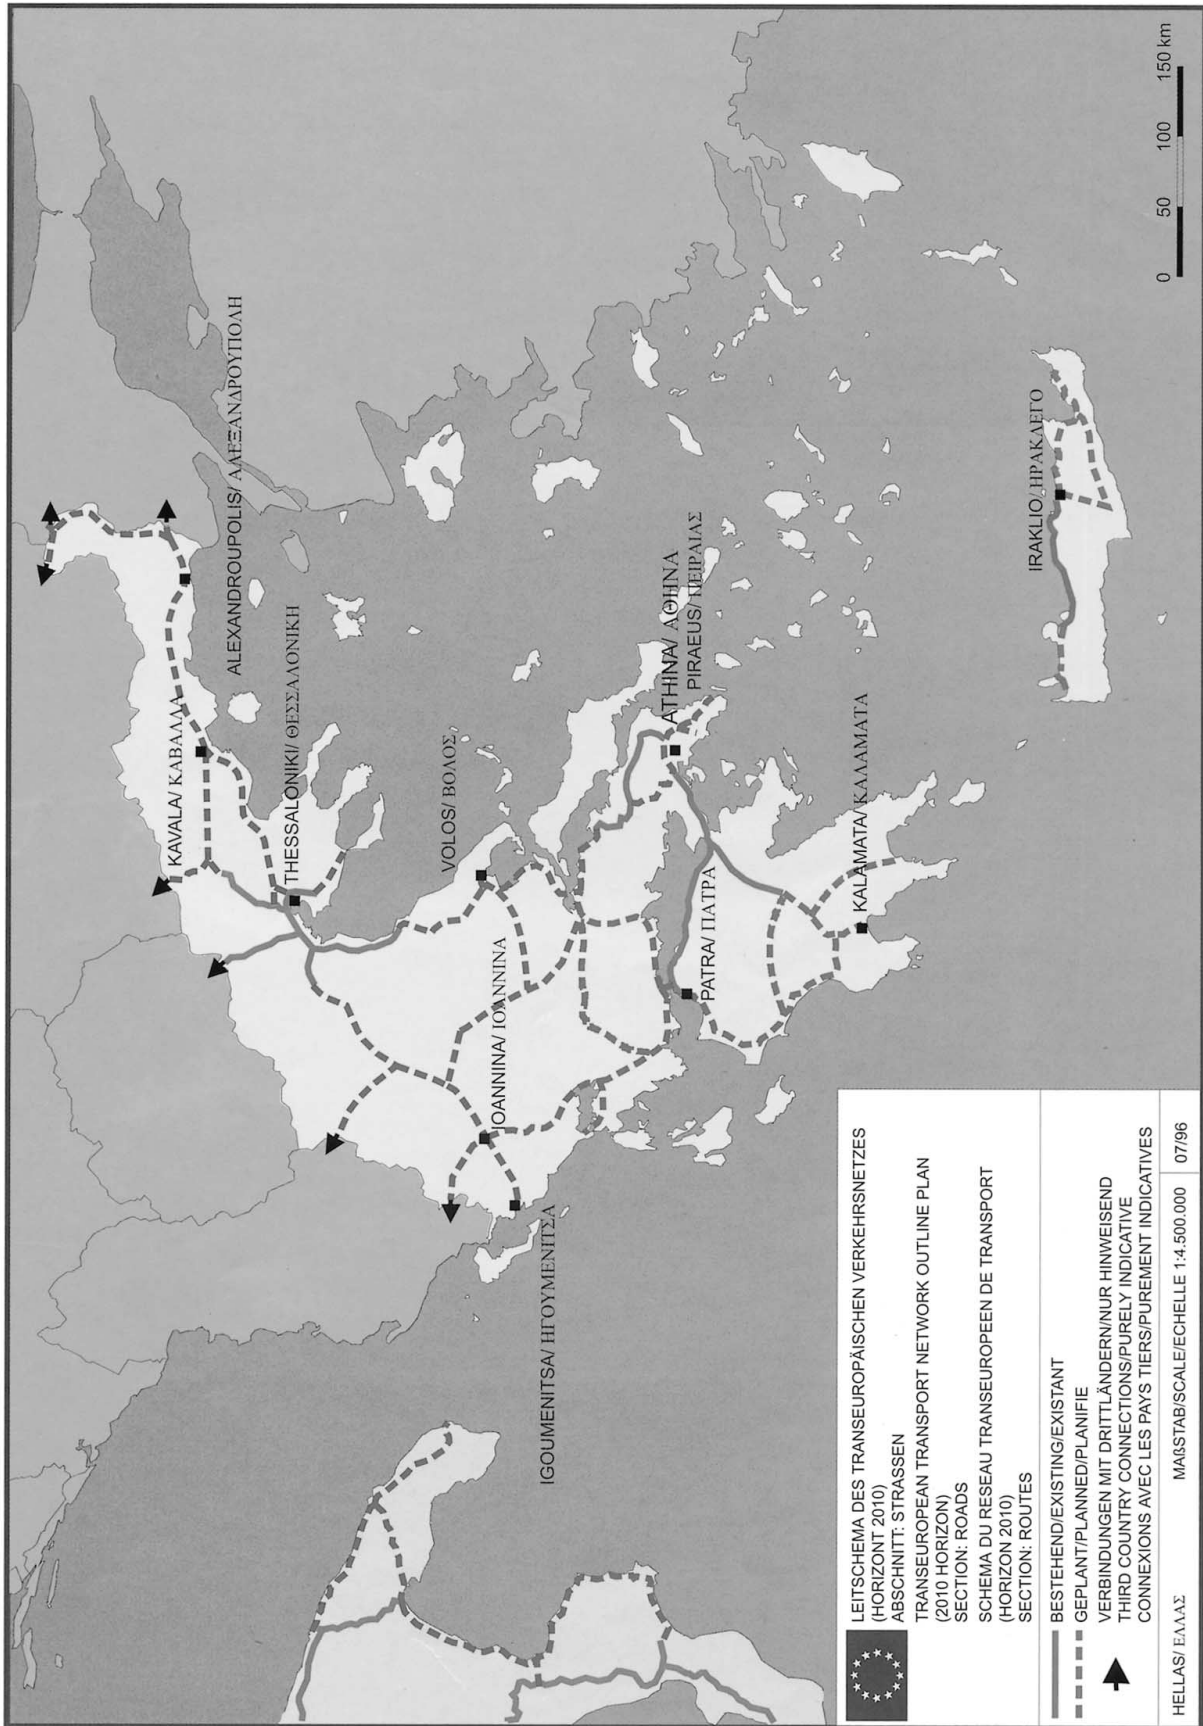 KAVALA/ ΚΑΒΑΛΛΑ
ALEXANDROUPOLIS/ ΑΛΕΞΑΝΔΡΟΥΠΟΛΗ
THESSALONIKI/ ΘΕΣΣΑΛΟΝΙΚΗ
VOLOS/ ΒΟΛΟΣ
IOANNINA/ ΙΟΑΝΝΙΝΑ
IGOUMENITSA/ ΗΓΟΥΜΕΝΙΤΣΑ
ATHINA/ ΑΘΗΝΑ
PIRAEUS/ ΠΕΙΡΑΙΑΣ
PATRA/ ΠΑΤΡΑ
KALAMATA/ ΚΑΛΑΜΑΤΑ
IRAKLIO/ ΗΡΑΚΛΕΓΟ
LEITSCHEMA DES TRANSEUROPÄISCHEN VERKEHRSNETZES
(HORIZONT 2010)
ABSCHNITT: STRASSEN
TRANSEUROPEAN TRANSPORT NETWORK OUTLINE PLAN
(2010 HORIZON)
SECTION: ROADS
SCHEMA DU RESEAU TRANSEUROPEEN DE TRANSPORT
(HORIZON 2010)
SECTION: ROUTES
BESTEHEND/EXISTING/EXISTANT
GEPLANT/PLANNED/PLANIFIE
VERBINDUNGEN MIT DRITTLÄNDERN/NUR HINWEISEND
THIRD COUNTRY CONNECTIONS/PURELY INDICATIVE
CONNEXIONS AVEC LES PAYS TIERS/PUREMENT INDICATIVES
HELLAS/ ΕΛΛΑΣ MAßSTAB/SCALE/ECHELLE 1:4.500.000 07/96
0 50 100 150 km